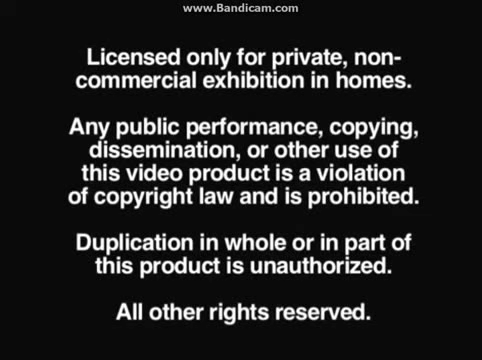 www.Bandicam.com
Licensed only for private, non-
commercial exhibition in homes.
Any public performance, copying,
dissemination, or other use of
this video product is a violation
of copyright law and is prohibited.
Duplication in whole or in part of
this product is unauthorized.
All other rights reserved.